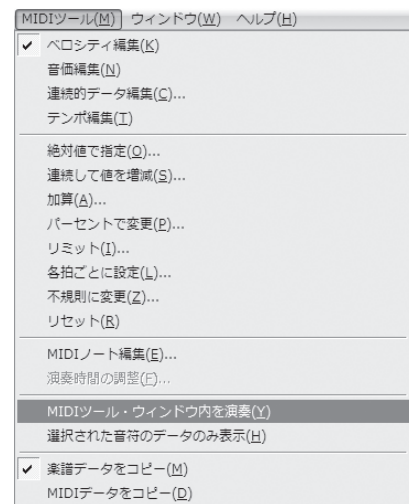 MIDIツール(M) ウィンドウ(W) ヘルプ(H)
ベロシティ編集(K)
音価編集(N)
連続的データ編集(C)...
テンポ編集(T)
絶対値で指定(O)...
連続して値を増減(S)...
加算(A)...
パーセントで変更(P)...
リミット(I)...
各拍ごとに設定(L)...
不規則に変更(Z)...
リセット(R)
MIDIノート編集(E)...
演奏時間の調整(F)...
MIDIツール・ウィンドウ内を演奏(Y)
選択された音符のデータのみ表示(H)
楽譜データをコピー(M)
MIDIデータをコピー(D)